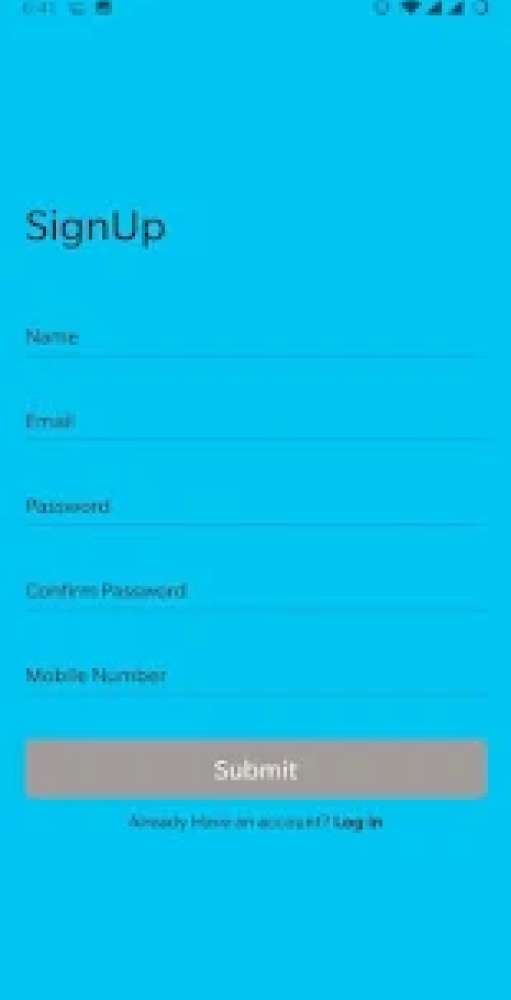 6:41
SignUp
Name
Email
Password
Confirm Password
Mobile Number
Submit
Already Have an account? Log In